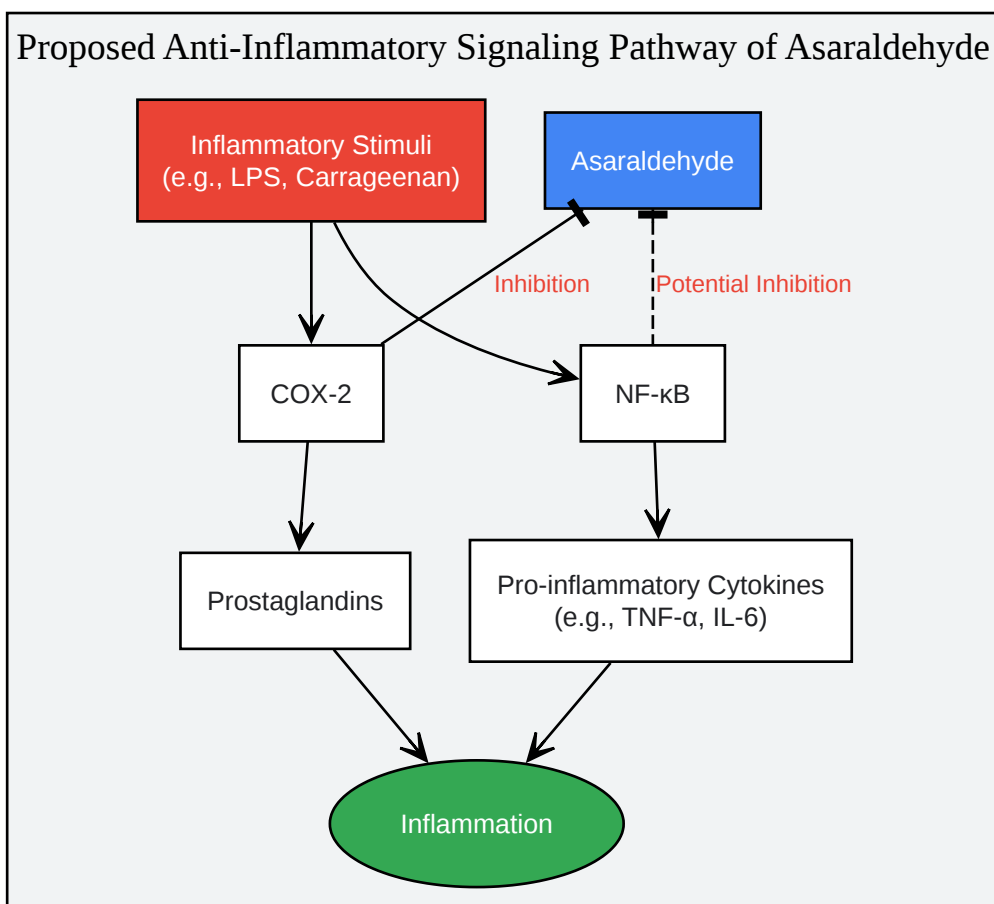 Proposed Anti-Inflammatory Signaling Pathway of Asaraldehyde
Inflammatory Stimuli
(e.g., LPS, Carrageenan)
Asaraldehyde
Inhibition
Potential Inhibition
COX-2
NF-κB
Prostaglandins
Pro-inflammatory Cytokines
(e.g., TNF-α, IL-6)
Inflammation